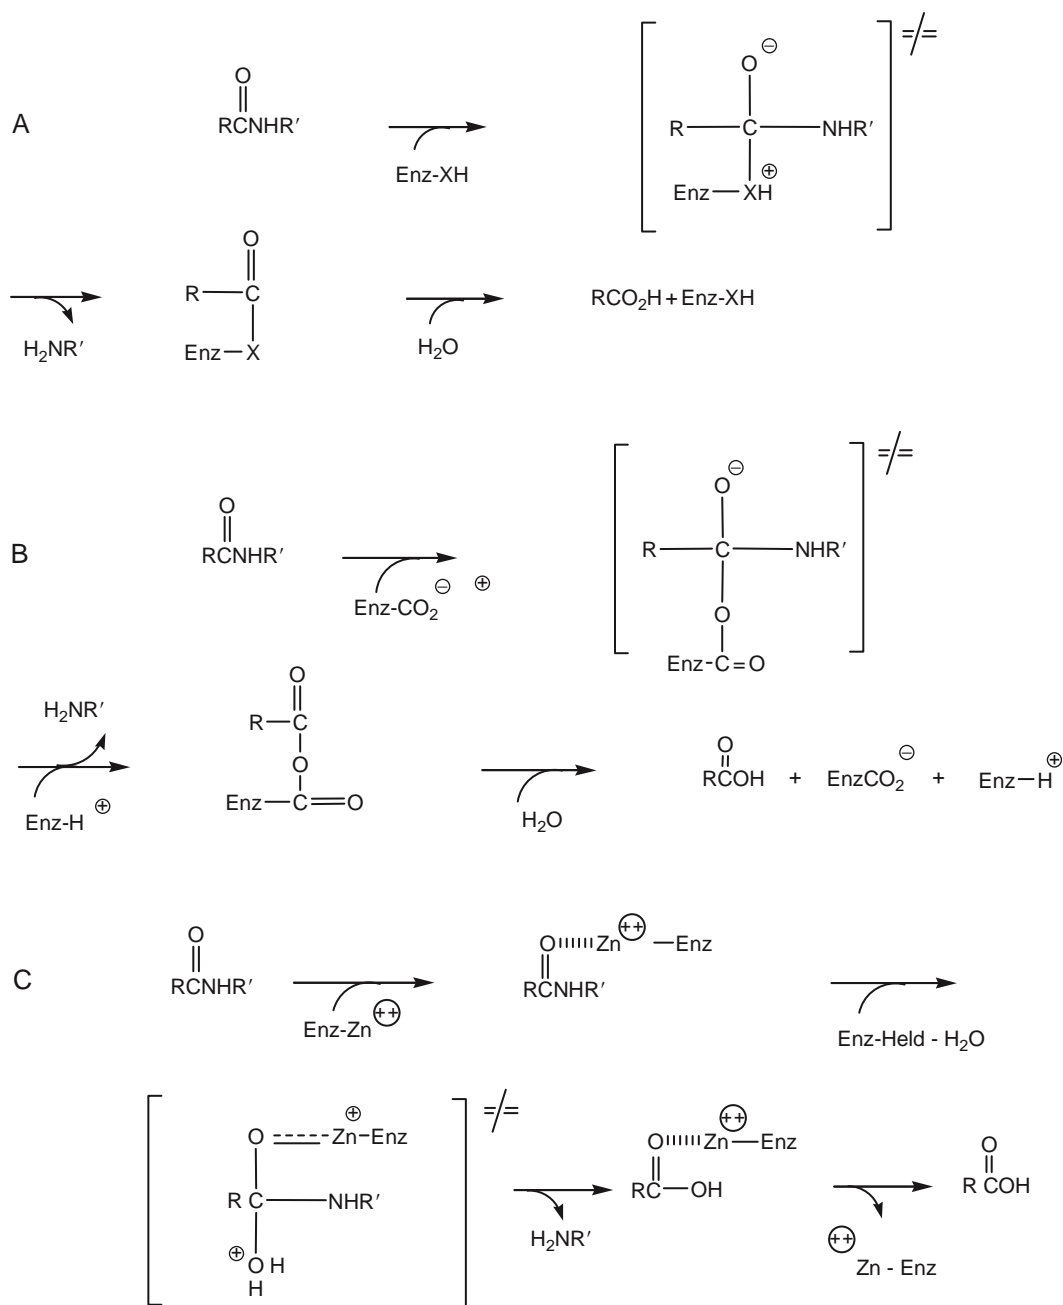 O ⊖
O
A RCNHR′ R C NHR′
Enz-XH ⊕
Enz XH
O
R C RCO2H + Enz-XH
H2NR′ Enz X H2O
⊖
O O
B RCNHR′ R C NHR′
⊖ ⊕
Enz-CO2 O
Enz C=O
O
H2NR′ R C O ⊖ ⊕
O RCOH + EnzCO2 + Enz H
Enz C O
Enz-H ⊕ H2O
++
O O Zn Enz
C RCNHR′ RCNHR′
Enz-Zn ++ Enz-Held - H2O
⊕ ++
O Zn Enz O Zn Enz O
R C NHR′ RC OH R COH
H2NR′ ++
⊕ O H Zn - Enz
H